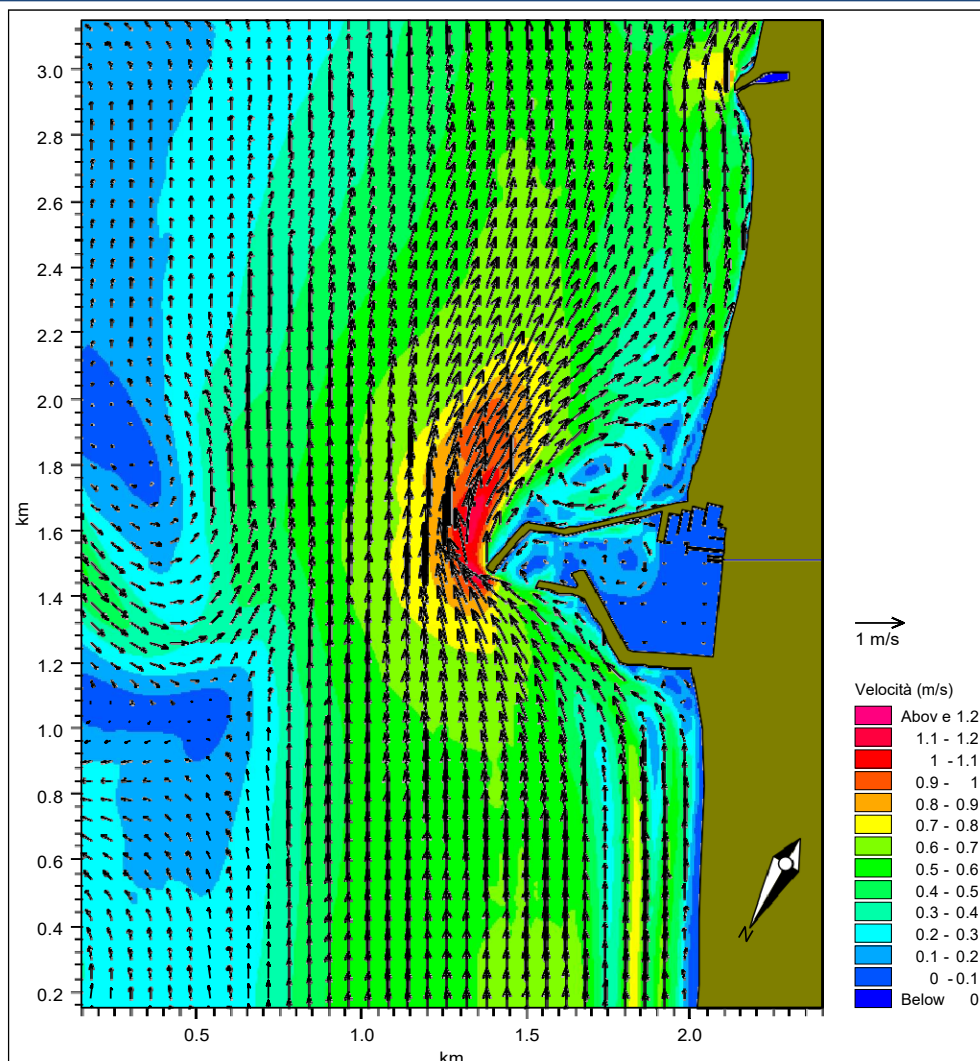 3.0
2.8
2.6
2.4
2.2
2.0
1.8
1.6
1.4
1.2
1.0
0.8
0.6
0.4
0.2
km
0.5
1.0
1.5
2.0
km
1 m/s
Velocità (m/s)
Abov e 1.2
1.1 - 1.2
1 -1.1
0.9 - 1
0.8 - 0.9
0.7 - 0.8
0.6 - 0.7
0.5 - 0.6
0.4 - 0.5
0.3 - 0.4
0.2 - 0.3
0.1 - 0.2
0 -0.1
Below 0
N